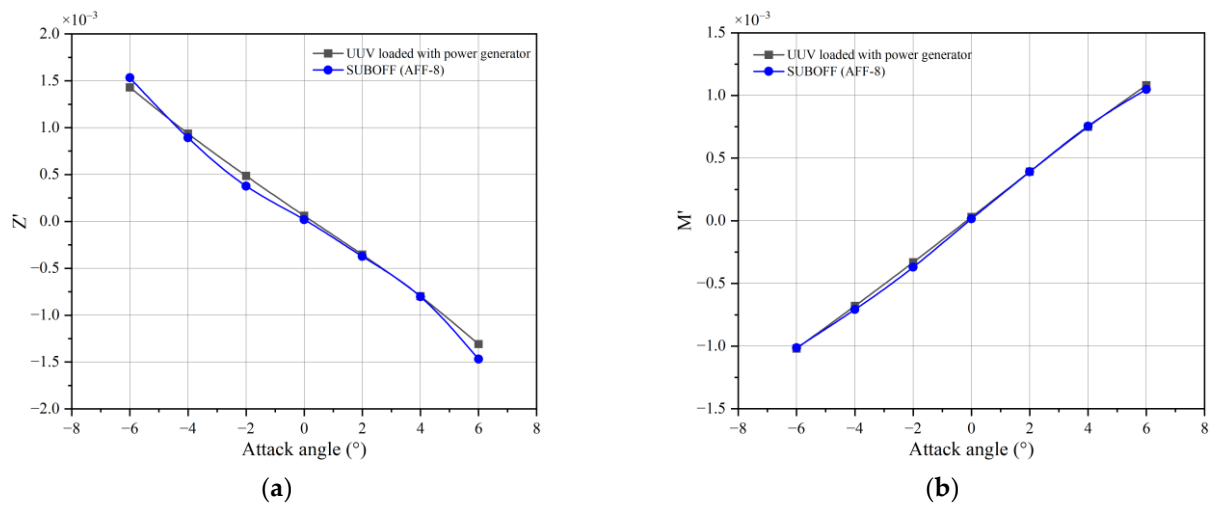 ×10⁻³
2.0
1.5
1.0
0.5
0.0
−0.5
−1.0
−1.5
−2.0
Z'
UUV loaded with power generator
SUBOFF (AFF-8)
−8 −6 −4 −2 0 2 4 6 8
Attack angle (°)
(a)
×10⁻³
1.5
1.0
0.5
0.0
−0.5
−1.0
−1.5
M'
UUV loaded with power generator
SUBOFF (AFF-8)
−8 −6 −4 −2 0 2 4 6 8
Attack angle (°)
(b)